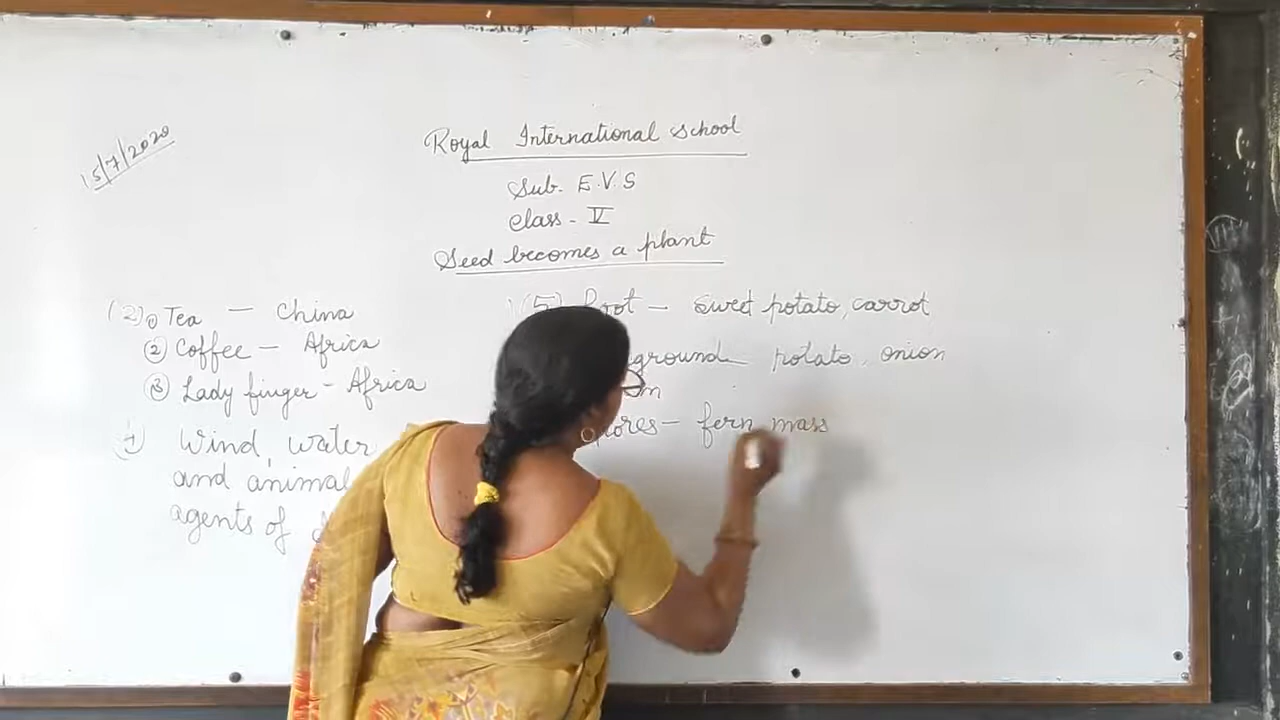 15/7/2020
Royal International School
Sub. E.V.S
Class - V
Seed becomes a plant
(2) ① Tea — China
② Coffee — Africa
③ Lady finger - Africa
Wind, water
and animal
agents of
(5) Root — Sweet potato, carrot
ground potato, onion
fern, mass